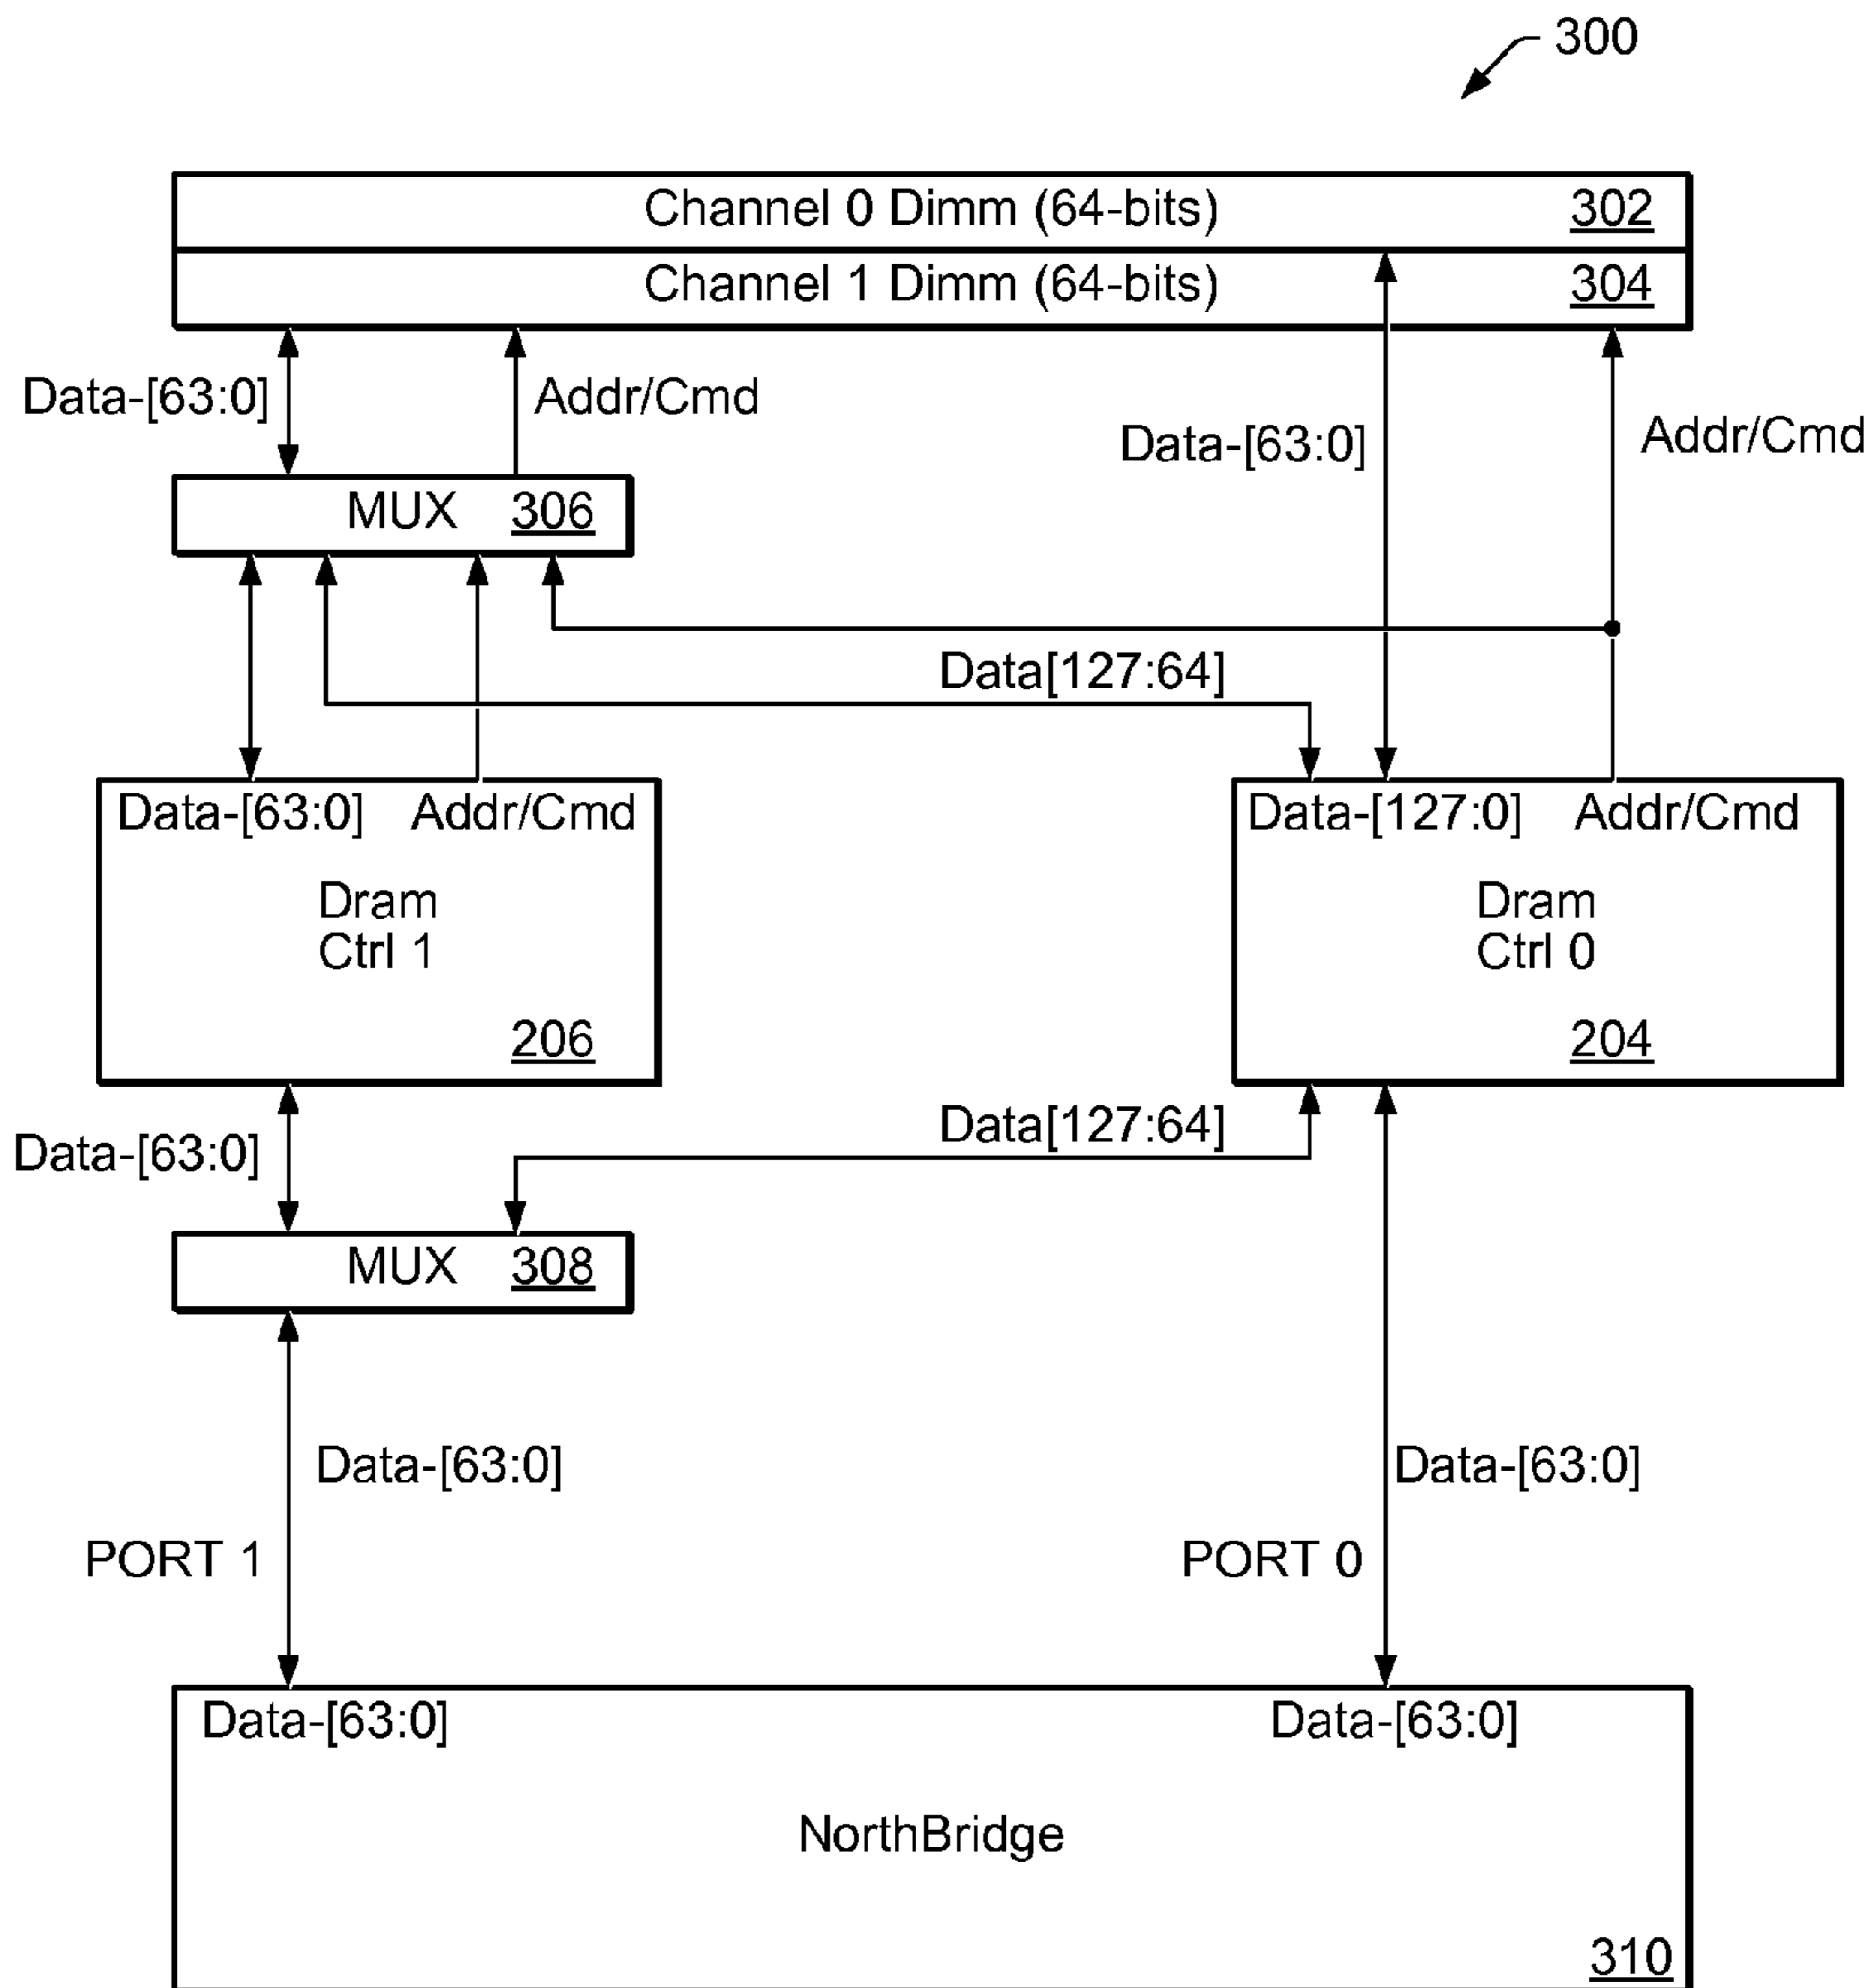 300
Channel 0 Dimm (64-bits) 302
Channel 1 Dimm (64-bits) 304
Data-[63:0]
Addr/Cmd
Data-[63:0]
Addr/Cmd
MUX 306
Data[127:64]
Data-[63:0] Addr/Cmd
Dram
Ctrl 1
206
Data-[127:0] Addr/Cmd
Dram
Ctrl 0
204
Data[127:64]
Data-[63:0]
MUX 308
Data-[63:0]
Data-[63:0]
PORT 1
PORT 0
Data-[63:0]
Data-[63:0]
NorthBridge
310